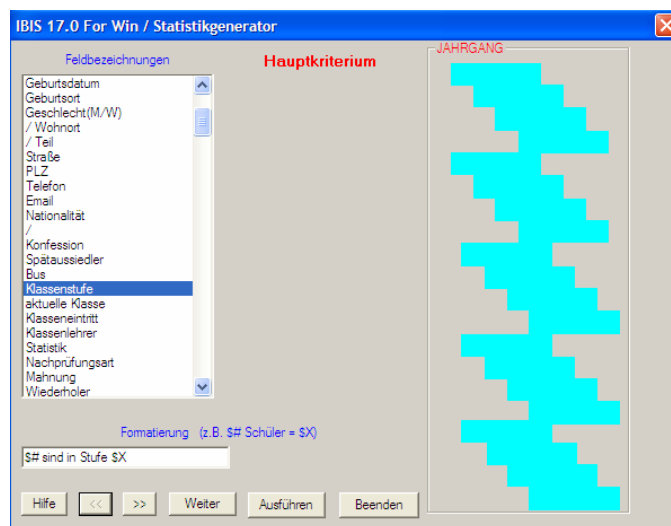 IBIS 17.0 For Win / Statistikgenerator
Feldbezeichnungen
Hauptkriterium
JAHRGANG
Geburtsdatum
Geburtsort
Geschlecht(M/W)
/ Wohnort
/ Teil
Straße
PLZ
Telefon
Email
Nationalität
/
Konfession
Spätaussiedler
Bus
Klassenstufe
aktuelle Klasse
Klasseneintritt
Klassenlehrer
Statistik
Nachprüfungsart
Mahnung
Wiederholer
Formatierung (z.B. $# Schüler = $X)
$# sind in Stufe $X
Hilfe << >> Weiter Ausführen Beenden